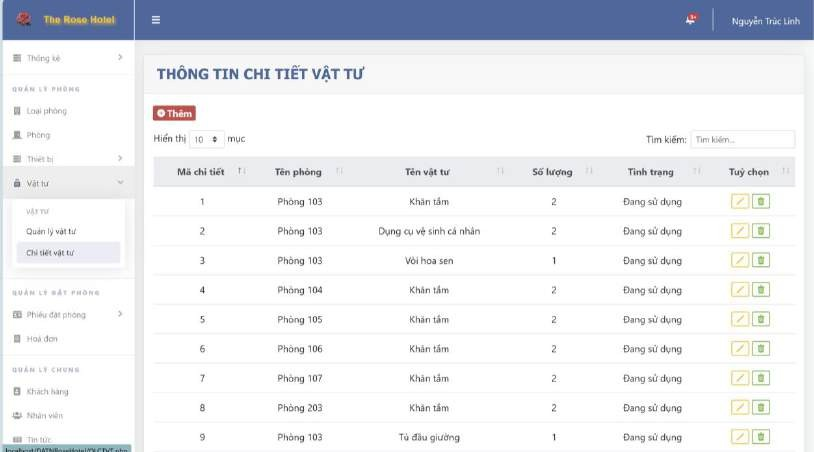 The Rose Hotel
9+
Nguyễn Trúc Linh
Thống kê
QUẢN LÝ PHÒNG
Loại phòng
Phòng
Thiết bị
Vật tư
VẬT TƯ
Quản lý vật tư
Chi tiết vật tư
QUẢN LÝ ĐẶT PHÒNG
Phiếu đặt phòng
Hoá đơn
QUẢN LÝ CHUNG
Khách hàng
Nhân viên
Tin tức
THÔNG TIN CHI TIẾT VẬT TƯ
Thêm
Hiển thị 10 mục
Tìm kiếm: Tìm kiếm...
Mã chi tiết Tên phòng Tên vật tư Số lượng Tình trạng Tuỳ chọn
1 Phòng 103 Khăn tắm 2 Đang sử dụng
2 Phòng 103 Dụng cụ vệ sinh cá nhân 2 Đang sử dụng
3 Phòng 103 Vòi hoa sen 1 Đang sử dụng
4 Phòng 104 Khăn tắm 2 Đang sử dụng
5 Phòng 105 Khăn tắm 2 Đang sử dụng
6 Phòng 106 Khăn tắm 2 Đang sử dụng
7 Phòng 107 Khăn tắm 2 Đang sử dụng
8 Phòng 203 Khăn tắm 2 Đang sử dụng
9 Phòng 103 Tủ đầu giường 1 Đang sử dụng